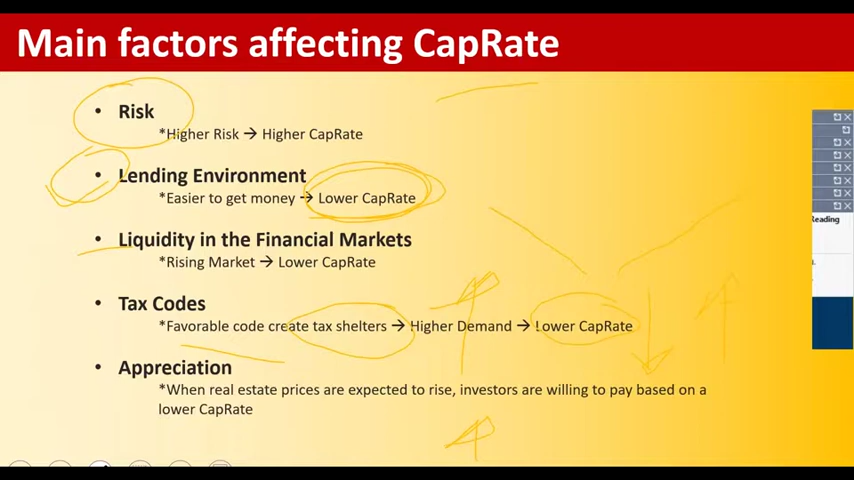 Main factors affecting CapRate
• Risk
*Higher Risk → Higher CapRate
• Lending Environment
*Easier to get money → Lower CapRate
• Liquidity in the Financial Markets
*Rising Market → Lower CapRate
• Tax Codes
*Favorable code create tax shelters → Higher Demand → Lower CapRate
• Appreciation
*When real estate prices are expected to rise, investors are willing to pay based on a
lower CapRate
Reading